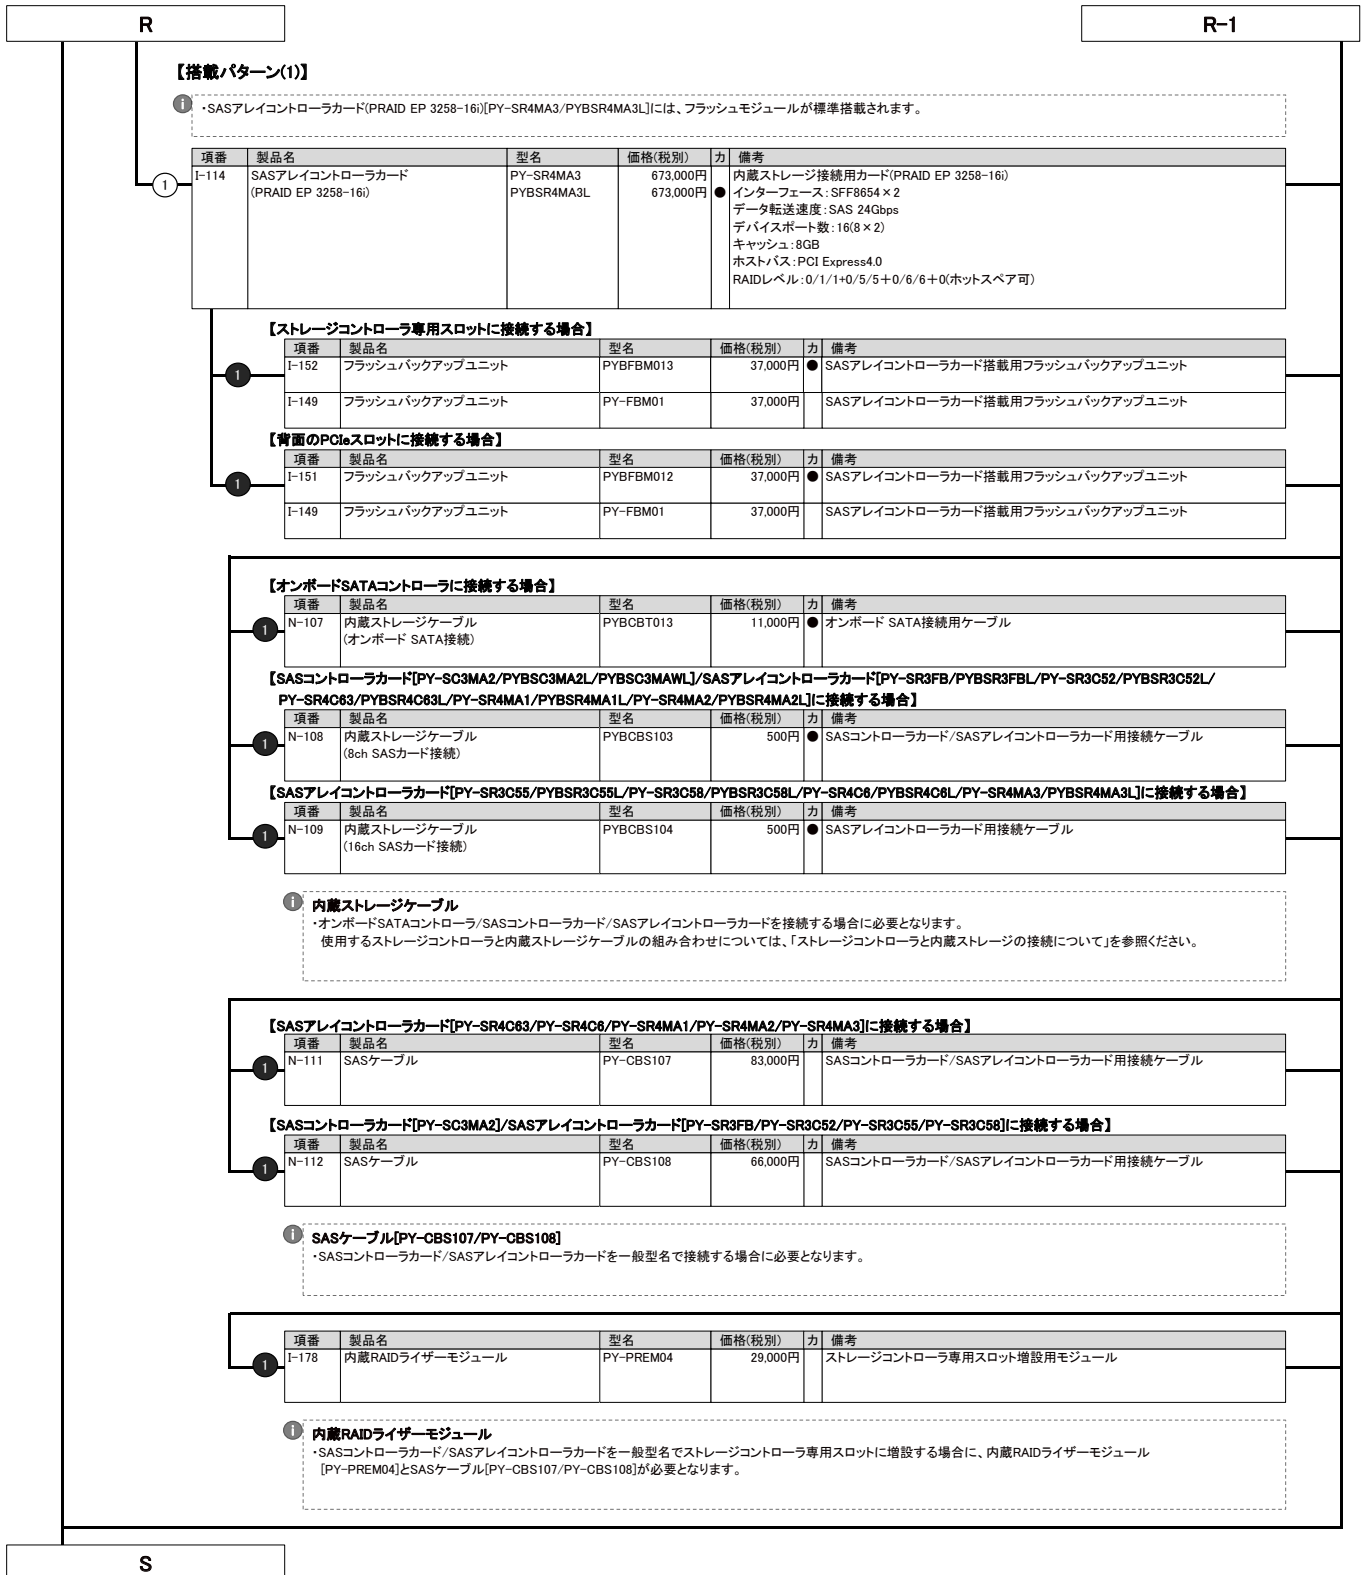 R
R-1
【搭載パターン(1)】
i
・SASアレイコントローラカード(PRAID EP 3258-16i)[PY-SR4MA3/PYBSR4MA3L]には、フラッシュモジュールが標準搭載されます。
項番 製品名 型名 価格(税別) カ 備考
1
I-114 SASアレイコントローラカード PY-SR4MA3 673,000円 内蔵ストレージ接続用カード(PRAID EP 3258-16i)
(PRAID EP 3258-16i) PYBSR4MA3L 673,000円 ● インターフェース:SFF8654×2
データ転送速度:SAS 24Gbps
デバイスポート数:16(8×2)
キャッシュ:8GB
ホストバス:PCI Express4.0
RAIDレベル:0/1/1+0/5/5+0/6/6+0(ホットスペア可)
【ストレージコントローラ専用スロットに接続する場合】
項番 製品名 型名 価格(税別) カ 備考
1
I-152 フラッシュバックアップユニット PYBFBM013 37,000円 ● SASアレイコントローラカード搭載用フラッシュバックアップユニット
I-149 フラッシュバックアップユニット PY-FBM01 37,000円 SASアレイコントローラカード搭載用フラッシュバックアップユニット
【背面のPCIeスロットに接続する場合】
項番 製品名 型名 価格(税別) カ 備考
1
I-151 フラッシュバックアップユニット PYBFBM012 37,000円 ● SASアレイコントローラカード搭載用フラッシュバックアップユニット
I-149 フラッシュバックアップユニット PY-FBM01 37,000円 SASアレイコントローラカード搭載用フラッシュバックアップユニット
【オンボードSATAコントローラに接続する場合】
項番 製品名 型名 価格(税別) カ 備考
1
N-107 内蔵ストレージケーブル PYBCBT013 11,000円 ● オンボード SATA接続用ケーブル
(オンボード SATA接続)
【SASコントローラカード[PY-SC3MA2/PYBSC3MA2L/PYBSC3MAWL]/SASアレイコントローラカード[PY-SR3FB/PYBSR3FBL/PY-SR3C52/PYBSR3C52L/
PY-SR4C63/PYBSR4C63L/PY-SR4MA1/PYBSR4MA1L/PY-SR4MA2/PYBSR4MA2L]に接続する場合】
項番 製品名 型名 価格(税別) カ 備考
1
N-108 内蔵ストレージケーブル PYBCBS103 500円 ● SASコントローラカード/SASアレイコントローラカード用接続ケーブル
(8ch SASカード接続)
【SASアレイコントローラカード[PY-SR3C55/PYBSR3C55L/PY-SR3C58/PYBSR3C58L/PY-SR4C6/PYBSR4C6L/PY-SR4MA3/PYBSR4MA3L]に接続する場合】
項番 製品名 型名 価格(税別) カ 備考
1
N-109 内蔵ストレージケーブル PYBCBS104 500円 ● SASアレイコントローラカード用接続ケーブル
(16ch SASカード接続)
i
内蔵ストレージケーブル
・オンボードSATAコントローラ/SASコントローラカード/SASアレイコントローラカードを接続する場合に必要となります。
使用するストレージコントローラと内蔵ストレージケーブルの組み合わせについては、「ストレージコントローラと内蔵ストレージの接続について」を参照ください。
【SASアレイコントローラカード[PY-SR4C63/PY-SR4C6/PY-SR4MA1/PY-SR4MA2/PY-SR4MA3]に接続する場合】
項番 製品名 型名 価格(税別) カ 備考
1
N-111 SASケーブル PY-CBS107 83,000円 SASコントローラカード/SASアレイコントローラカード用接続ケーブル
【SASコントローラカード[PY-SC3MA2]/SASアレイコントローラカード[PY-SR3FB/PY-SR3C52/PY-SR3C55/PY-SR3C58]に接続する場合】
項番 製品名 型名 価格(税別) カ 備考
1
N-112 SASケーブル PY-CBS108 66,000円 SASコントローラカード/SASアレイコントローラカード用接続ケーブル
i
SASケーブル[PY-CBS107/PY-CBS108]
・SASコントローラカード/SASアレイコントローラカードを一般型名で接続する場合に必要となります。
項番 製品名 型名 価格(税別) カ 備考
1
I-178 内蔵RAIDライザーモジュール PY-PREM04 29,000円 ストレージコントローラ専用スロット増設用モジュール
i
内蔵RAIDライザーモジュール
・SASコントローラカード/SASアレイコントローラカードを一般型名でストレージコントローラ専用スロットに増設する場合に、内蔵RAIDライザーモジュール
[PY-PREM04]とSASケーブル[PY-CBS107/PY-CBS108]が必要となります。
S